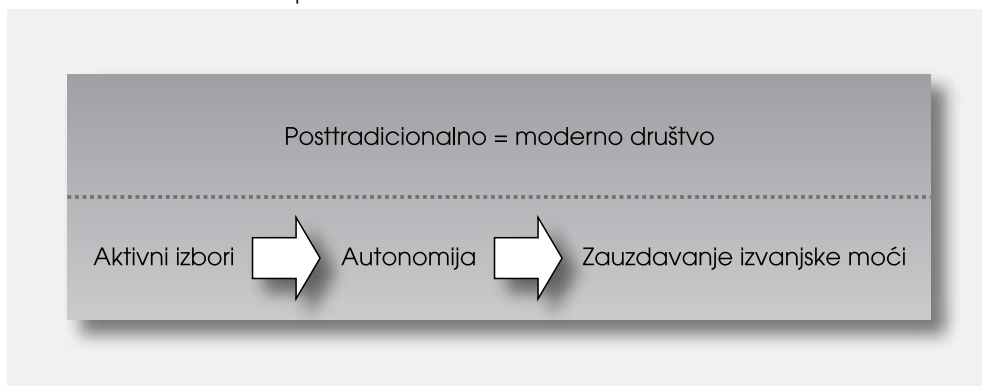 Posttradicionalno = moderno društvo
Aktivni izbori Autonomija Zauzdavanje izvanjske moći